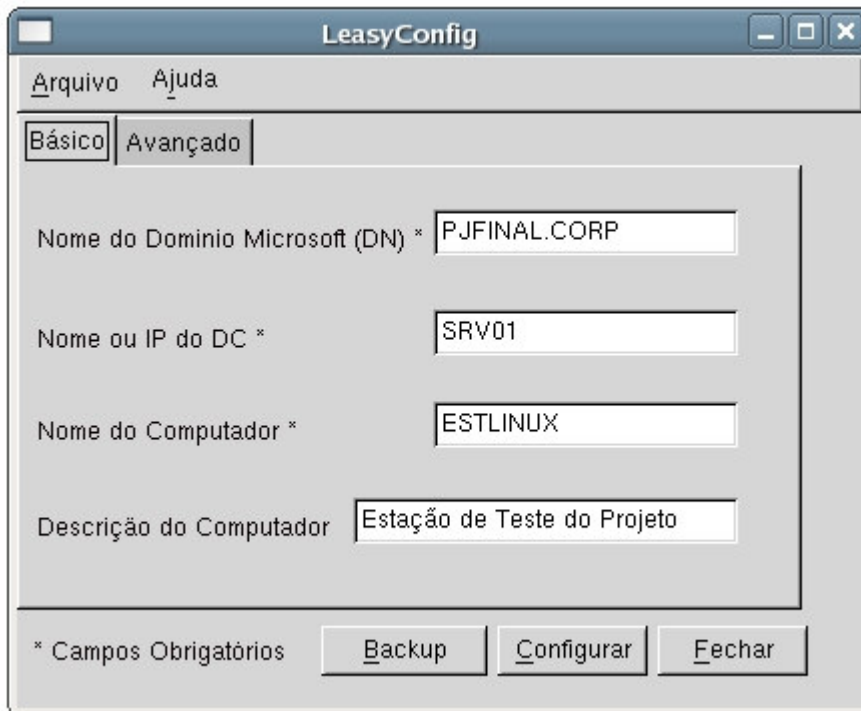 LeasyConfig
Arquivo Ajuda
Básico Avançado
Nome do Dominio Microsoft (DN) * PJFINAL.CORP
Nome ou IP do DC * SRV01
Nome do Computador * ESTLINUX
Descrição do Computador Estação de Teste do Projeto
* Campos Obrigatórios Backup Configurar Fechar